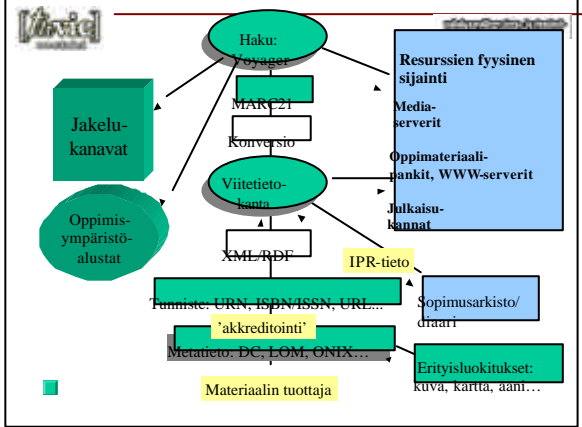 Haku:
Voyager
MARC21
Konversio
Jakelu-
kanavat
Resurssien fyysinen
sijainti
Media-
serverit
Oppimateriaali-
pankit, WWW-serverit
Julkaisu-
kannat
Viitetieto-
kanta
Oppimis-
ympäristö-
alustat
XML/RDF
IPR-tieto
Tunniste: URN, ISBN/ISSN, URL...
Sopimusarkisto/
diaari
'akkreditointi'
Metatieto: DC, LOM, ONIX…
Erityisluokitukset:
kuva, kartta, ääni…
Materiaalin tuottaja